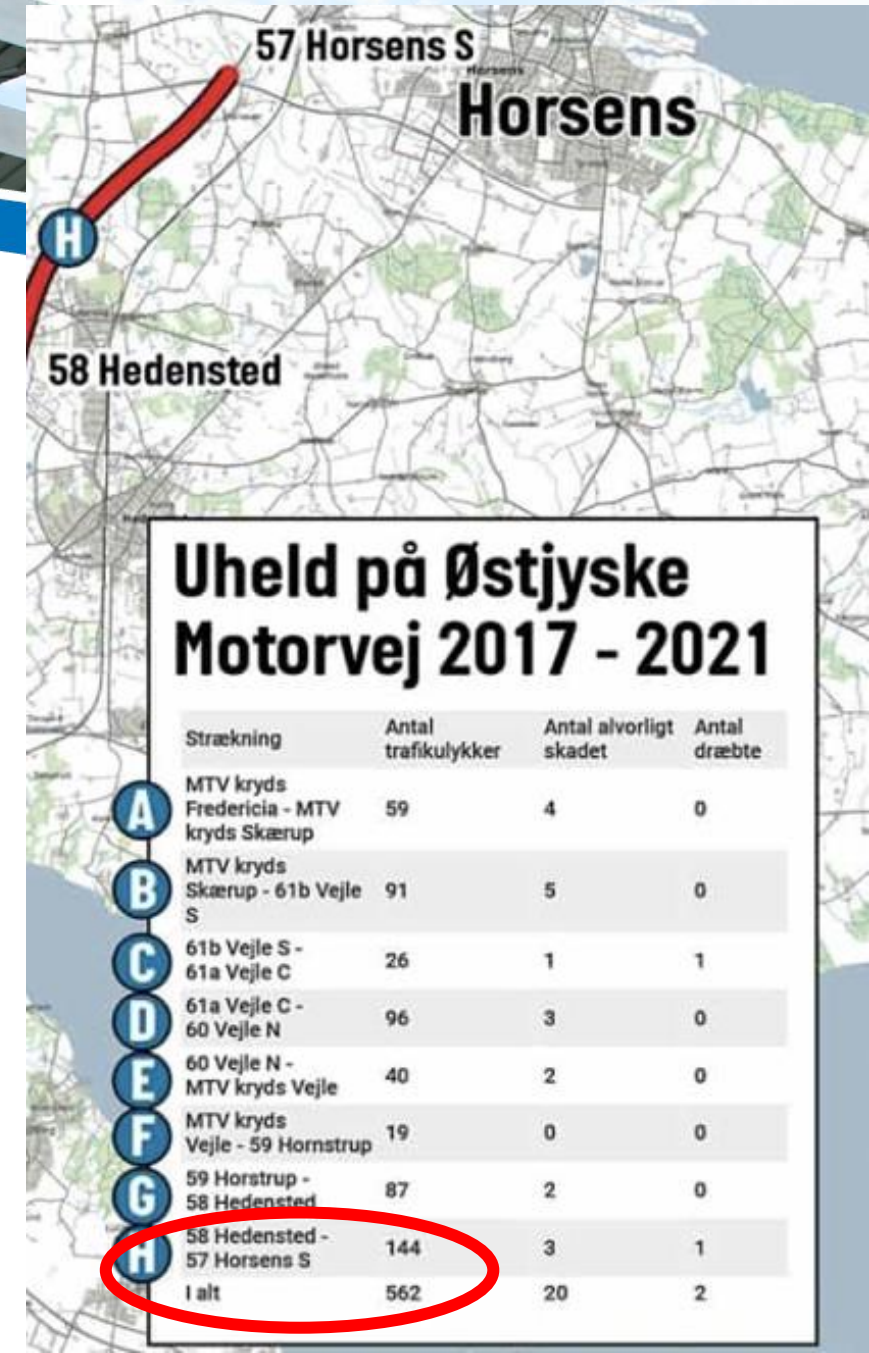 57 Horsens S
Horsens
Horsens
H
58 Hedensted
Uheld på Østjyske
Motorvej 2017 - 2021
Strækning
Antal
trafikulykker
Antal alvorligt
skadet
Antal
dræbte
A
MTV kryds
Fredericia - MTV
kryds Skærup
59
4
0
B
MTV kryds
Skærup - 61b Vejle
S
91
5
0
C
61b Vejle S -
61a Vejle C
26
1
1
D
61a Vejle C -
60 Vejle N
96
3
0
E
60 Vejle N -
MTV kryds Vejle
40
2
0
F
MTV kryds
Vejle - 59 Hornstrup
19
0
0
G
59 Horstrup -
58 Hedensted
87
2
0
H
58 Hedensted -
57 Horsens S
144
3
1
I alt
562
20
2